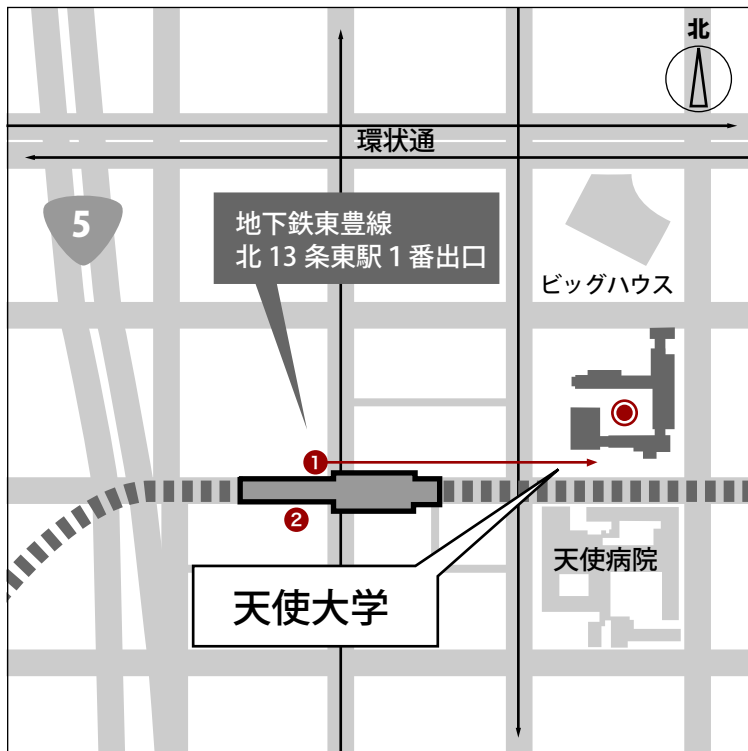 北
環状通
5
地下鉄東豊線
北 13 条東駅 1 番出口
ビッグハウス
1
2
天使病院
天使大学